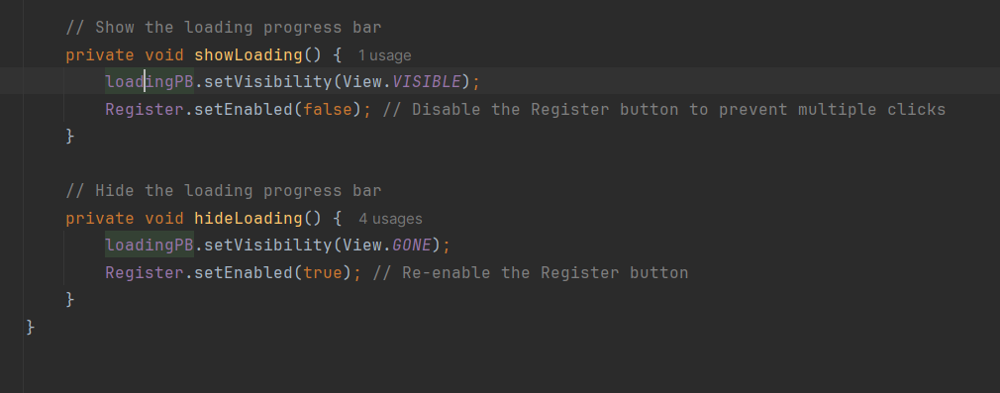 // Show the loading progress bar
private void showLoading() { 1 usage
loadingPB.setVisibility(View.VISIBLE);
Register.setEnabled(false); // Disable the Register button to prevent multiple clicks
}
// Hide the loading progress bar
private void hideLoading() { 4 usages
loadingPB.setVisibility(View.GONE);
Register.setEnabled(true); // Re-enable the Register button
}
}